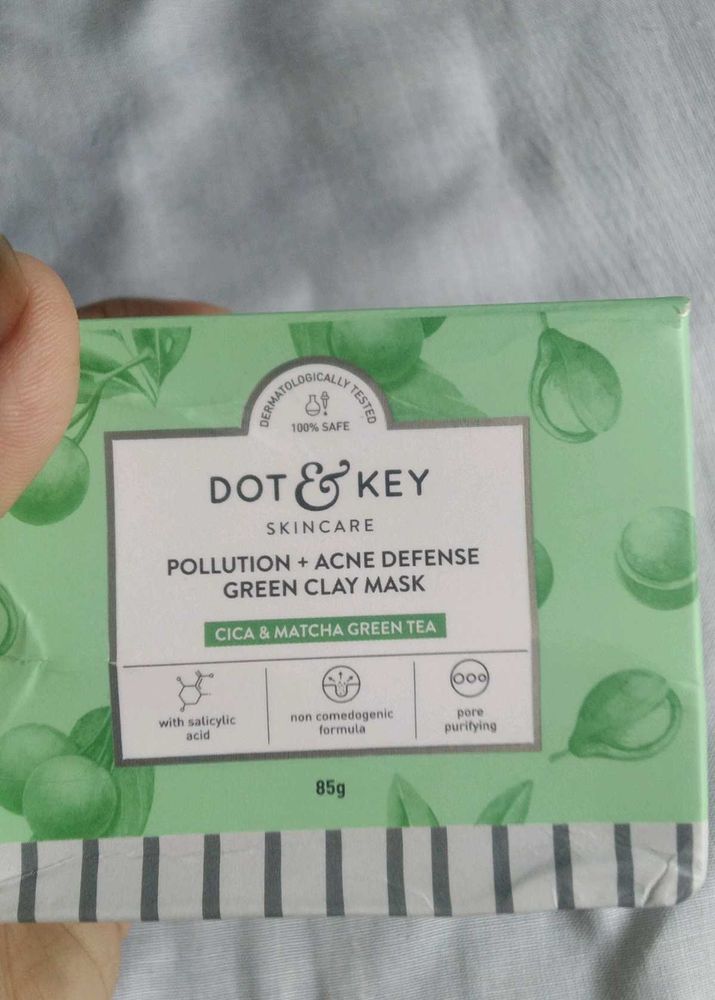 DERMATOLOGICALLY TESTED
100% SAFE
DOT & KEY
SKINCARE
POLLUTION + ACNE DEFENSE
GREEN CLAY MASK
CICA & MATCHA GREEN TEA
with salicylic
acid
non comedogenic
formula
pore
purifying
85g